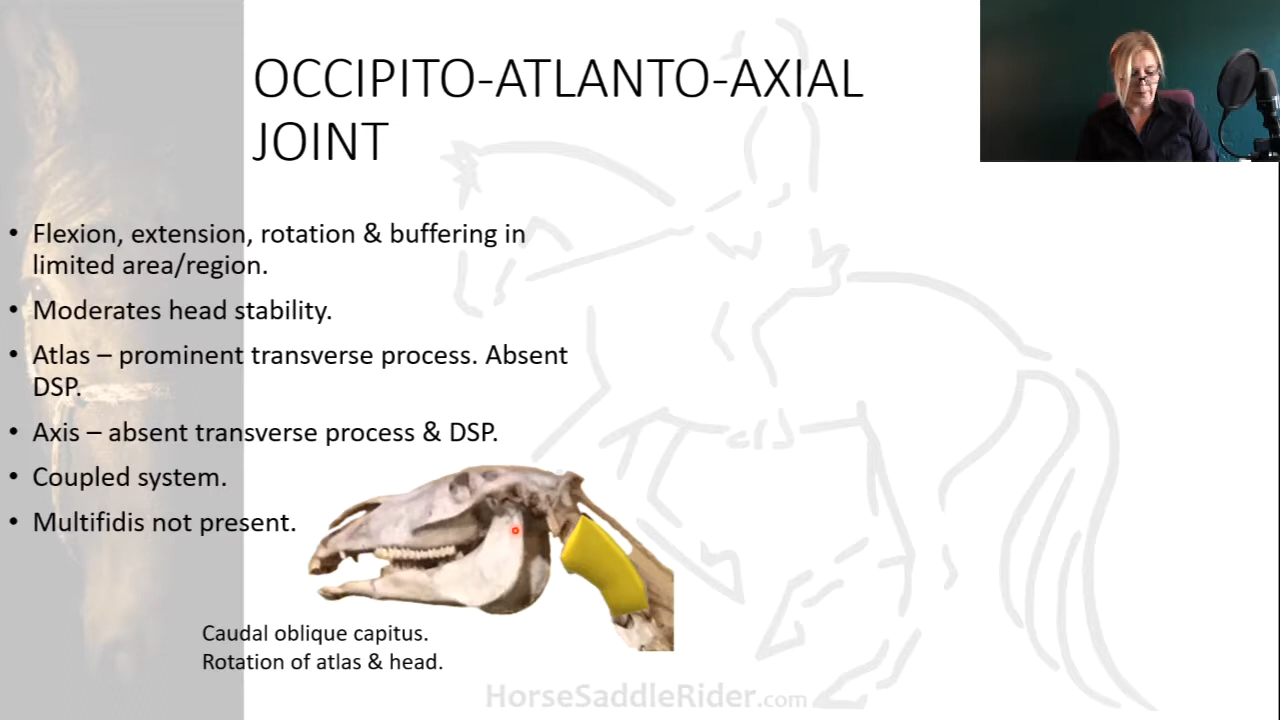 OCCIPITO-ATLANTO-AXIAL
JOINT
• Flexion, extension, rotation & buffering in
limited area/region.
• Moderates head stability.
• Atlas – prominent transverse process. Absent
DSP.
• Axis – absent transverse process & DSP.
• Coupled system.
• Multifidis not present.
Caudal oblique capitus.
Rotation of atlas & head.
HorseSaddleRider.com